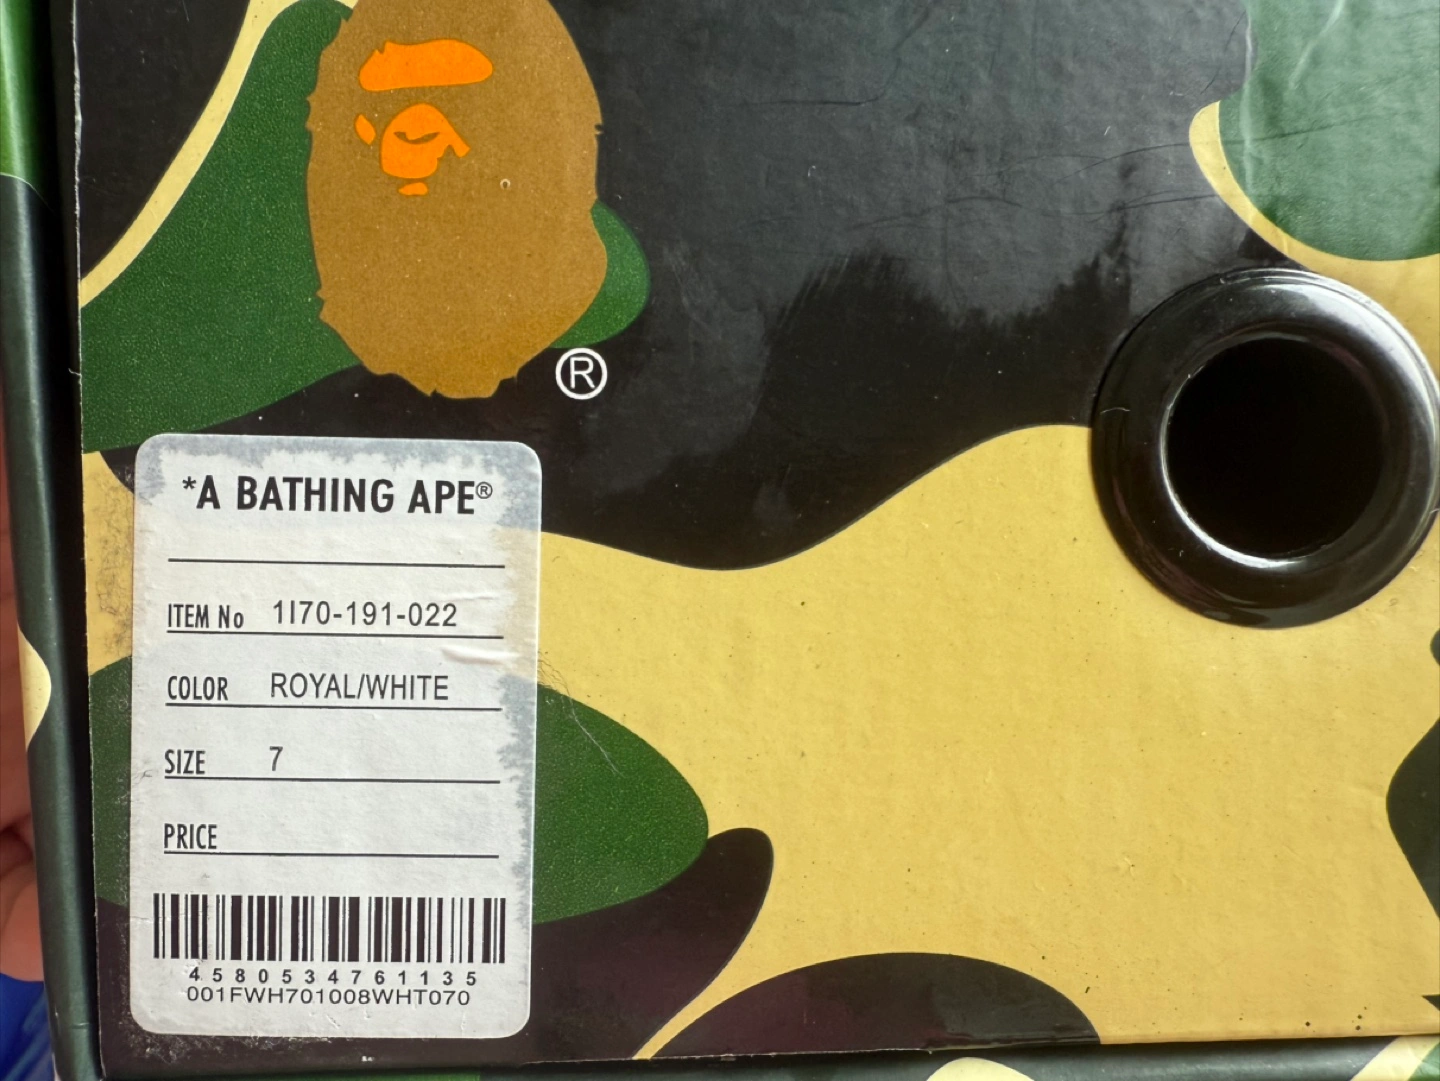 ®
*A BATHING APE®
ITEM No 1I70-191-022
COLOR ROYAL/WHITE
SIZE 7
PRICE
4580534761135
001FWH701008WHT070